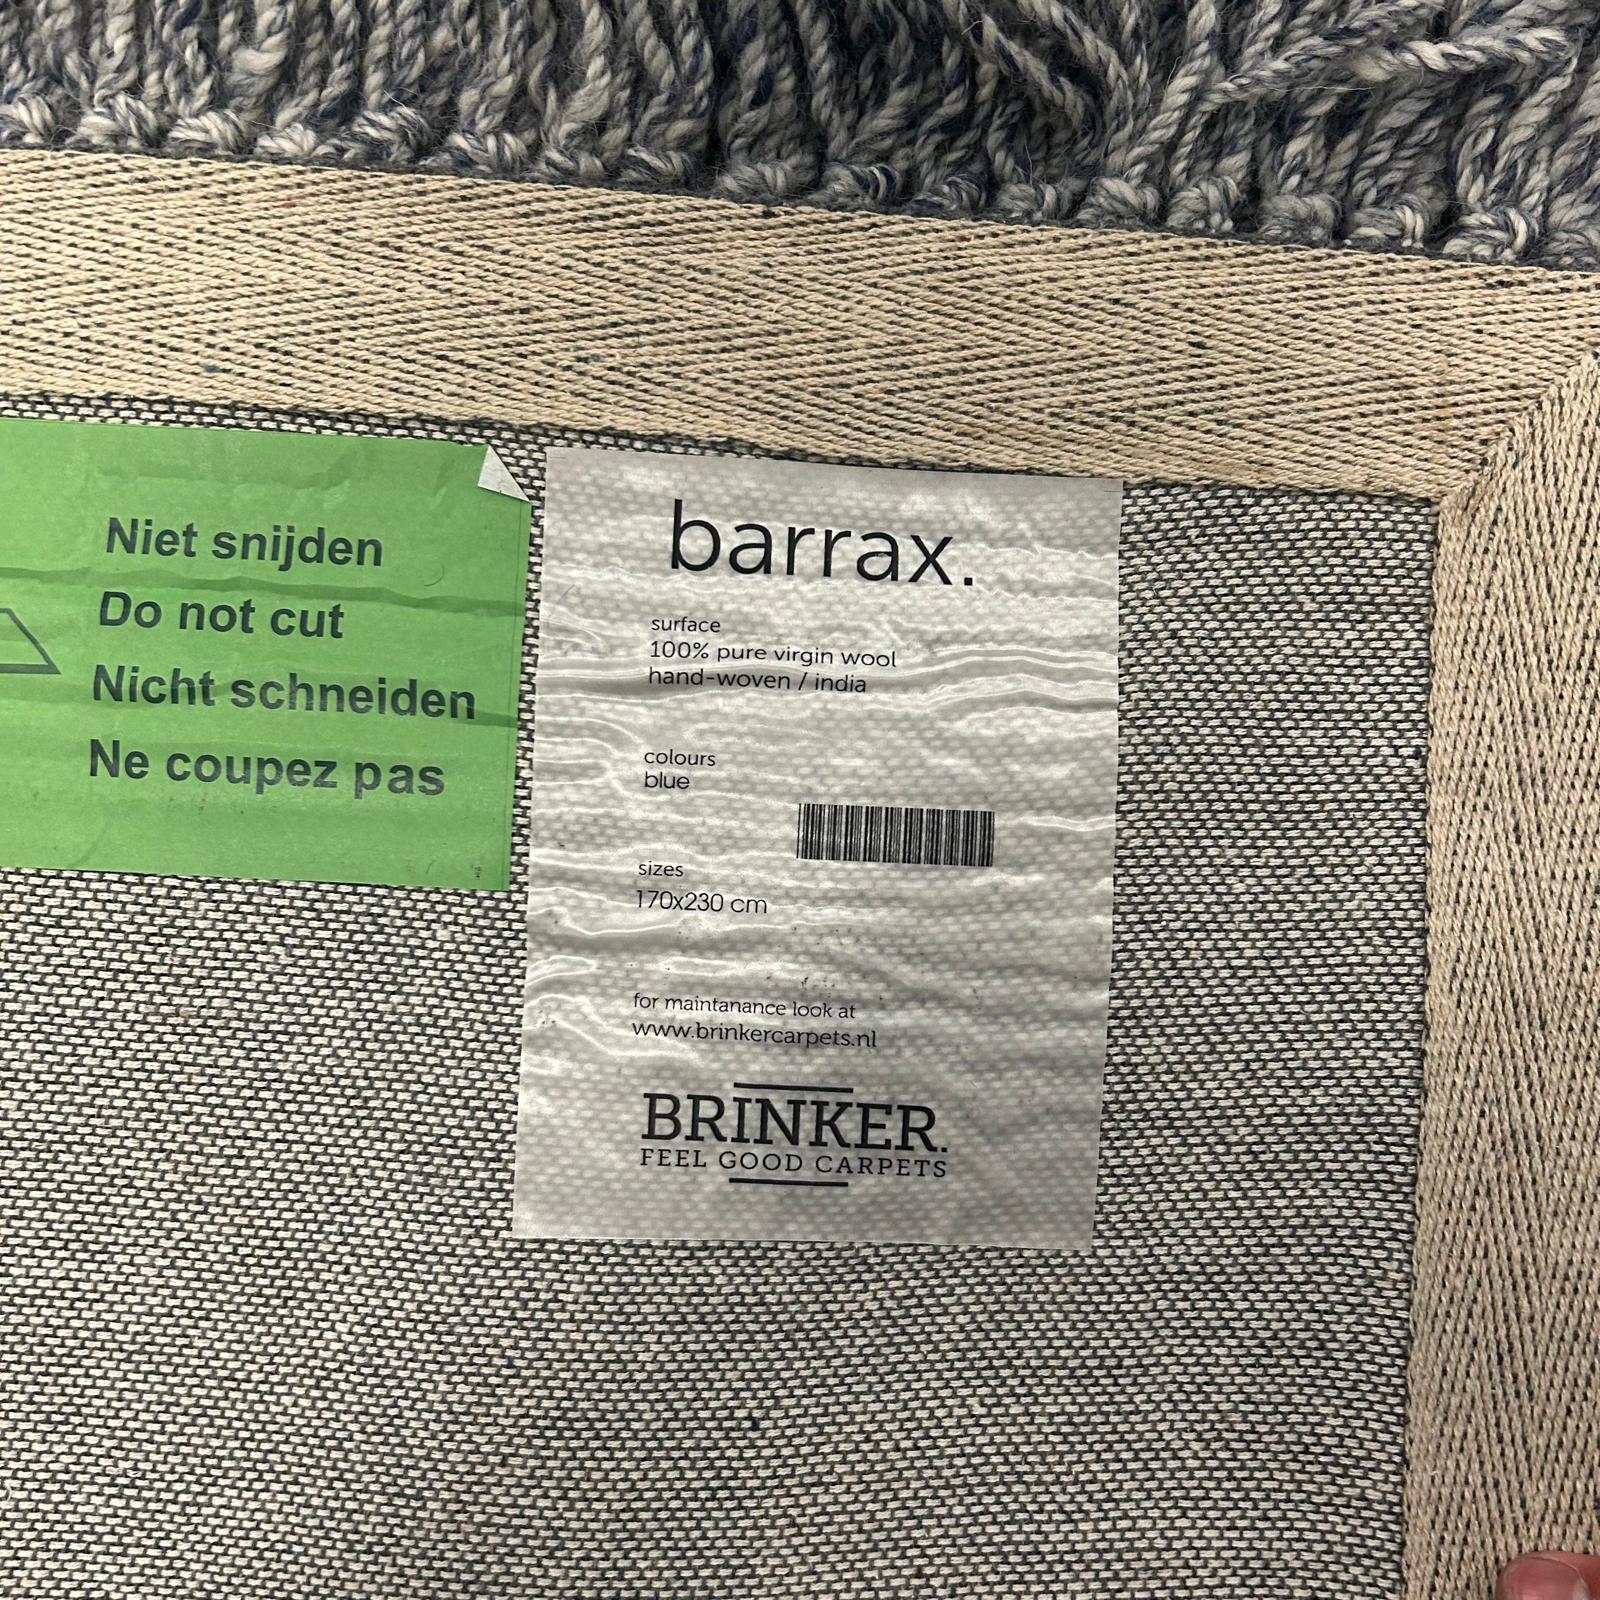 Niet snijden
Do not cut
Nicht schneiden
Ne coupez pas
barrax.
surface
100% pure virgin wool
hand-woven / india
colours
blue
sizes
170x230 cm
for maintanance look at
www.brinkercarpets.nl
BRINKER.
FEEL GOOD CARPETS